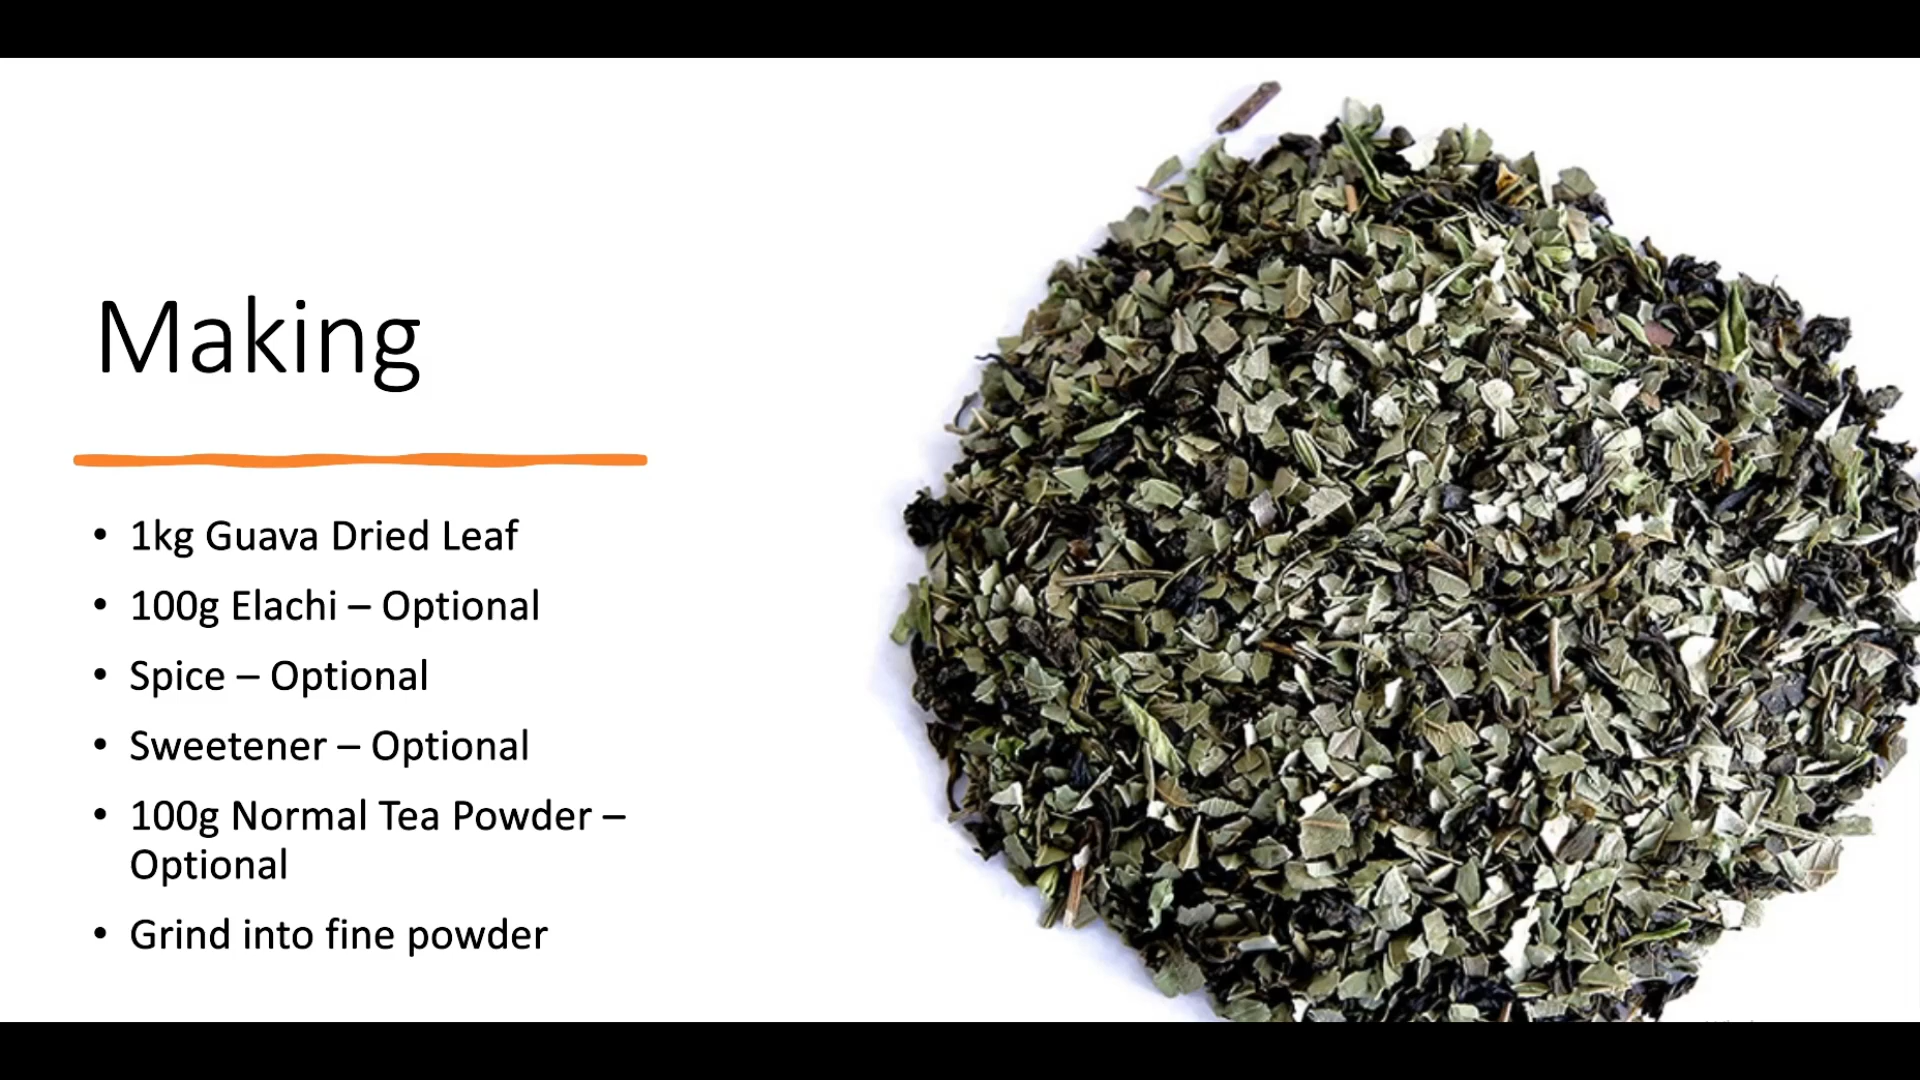 Making
• 1kg Guava Dried Leaf
• 100g Elachi – Optional
• Spice – Optional
• Sweetener – Optional
• 100g Normal Tea Powder –
Optional
• Grind into fine powder